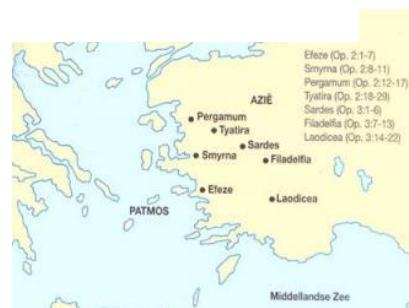 Efeze (Op. 2:1-7)
Smyrna (Op. 2:8-11)
Pergamum (Op. 2:12-17)
Tyatira (Op. 2:18-29)
Sardes (Op. 3:1-6)
Filadelfia (Op. 3:7-13)
Laodicea (Op. 3:14-22)
AZIË
Pergamum
Tyatira
Sardes
Smyrna
Filadelfia
Efeze
Laodicea
PATMOS
Middellandse Zee